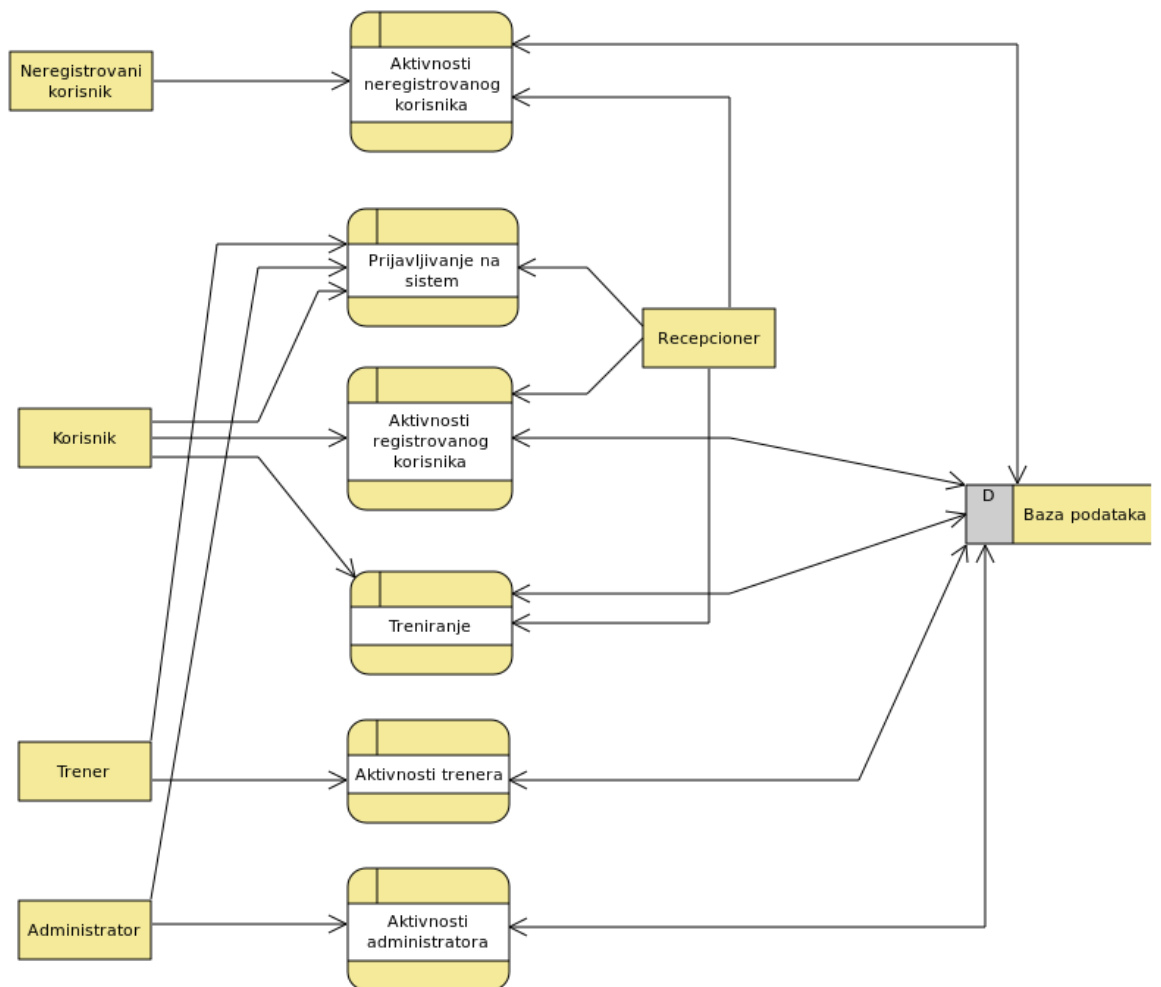 Neregistrovani
korisnik
Aktivnosti
neregistrovanog
korisnika
Prijavljivanje na
sistem
Recepcioner
Korisnik
Aktivnosti
registrovanog
korisnika
D
Baza podataka
Treniranje
Trener
Aktivnosti trenera
Administrator
Aktivnosti
administratora